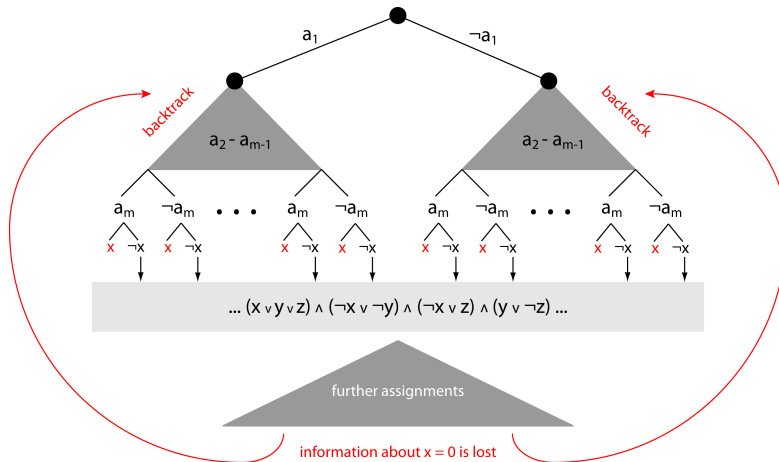 a1 ¬a1
backtrack backtrack
a2 - am-1 a2 - am-1
am ¬am • • • am ¬am am ¬am • • • am ¬am
x ¬x x ¬x x ¬x x ¬x x ¬x x ¬x x ¬x x ¬x
... (x ∨ y ∨ z) ∧ (¬x ∨ ¬y) ∧ (¬x ∨ z) ∧ (y ∨ ¬z) ...
further assignments
information about x = 0 is lost